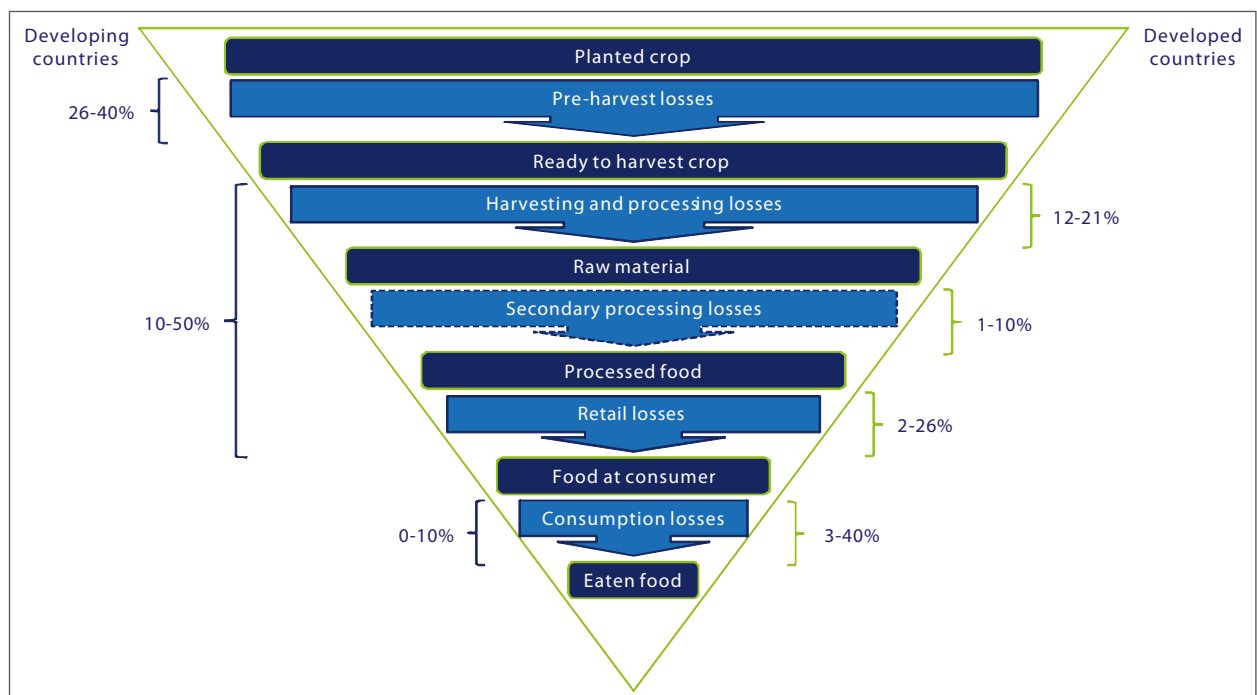 Developing
countries
Developed
countries
Planted crop
Pre-harvest losses
26-40%
Ready to harvest crop
Harvesting and processing losses
12-21%
Raw material
Secondary processing losses
10-50%
1-10%
Processed food
Retail losses
2-26%
Food at consumer
Consumption losses
0-10%
3-40%
Eaten food